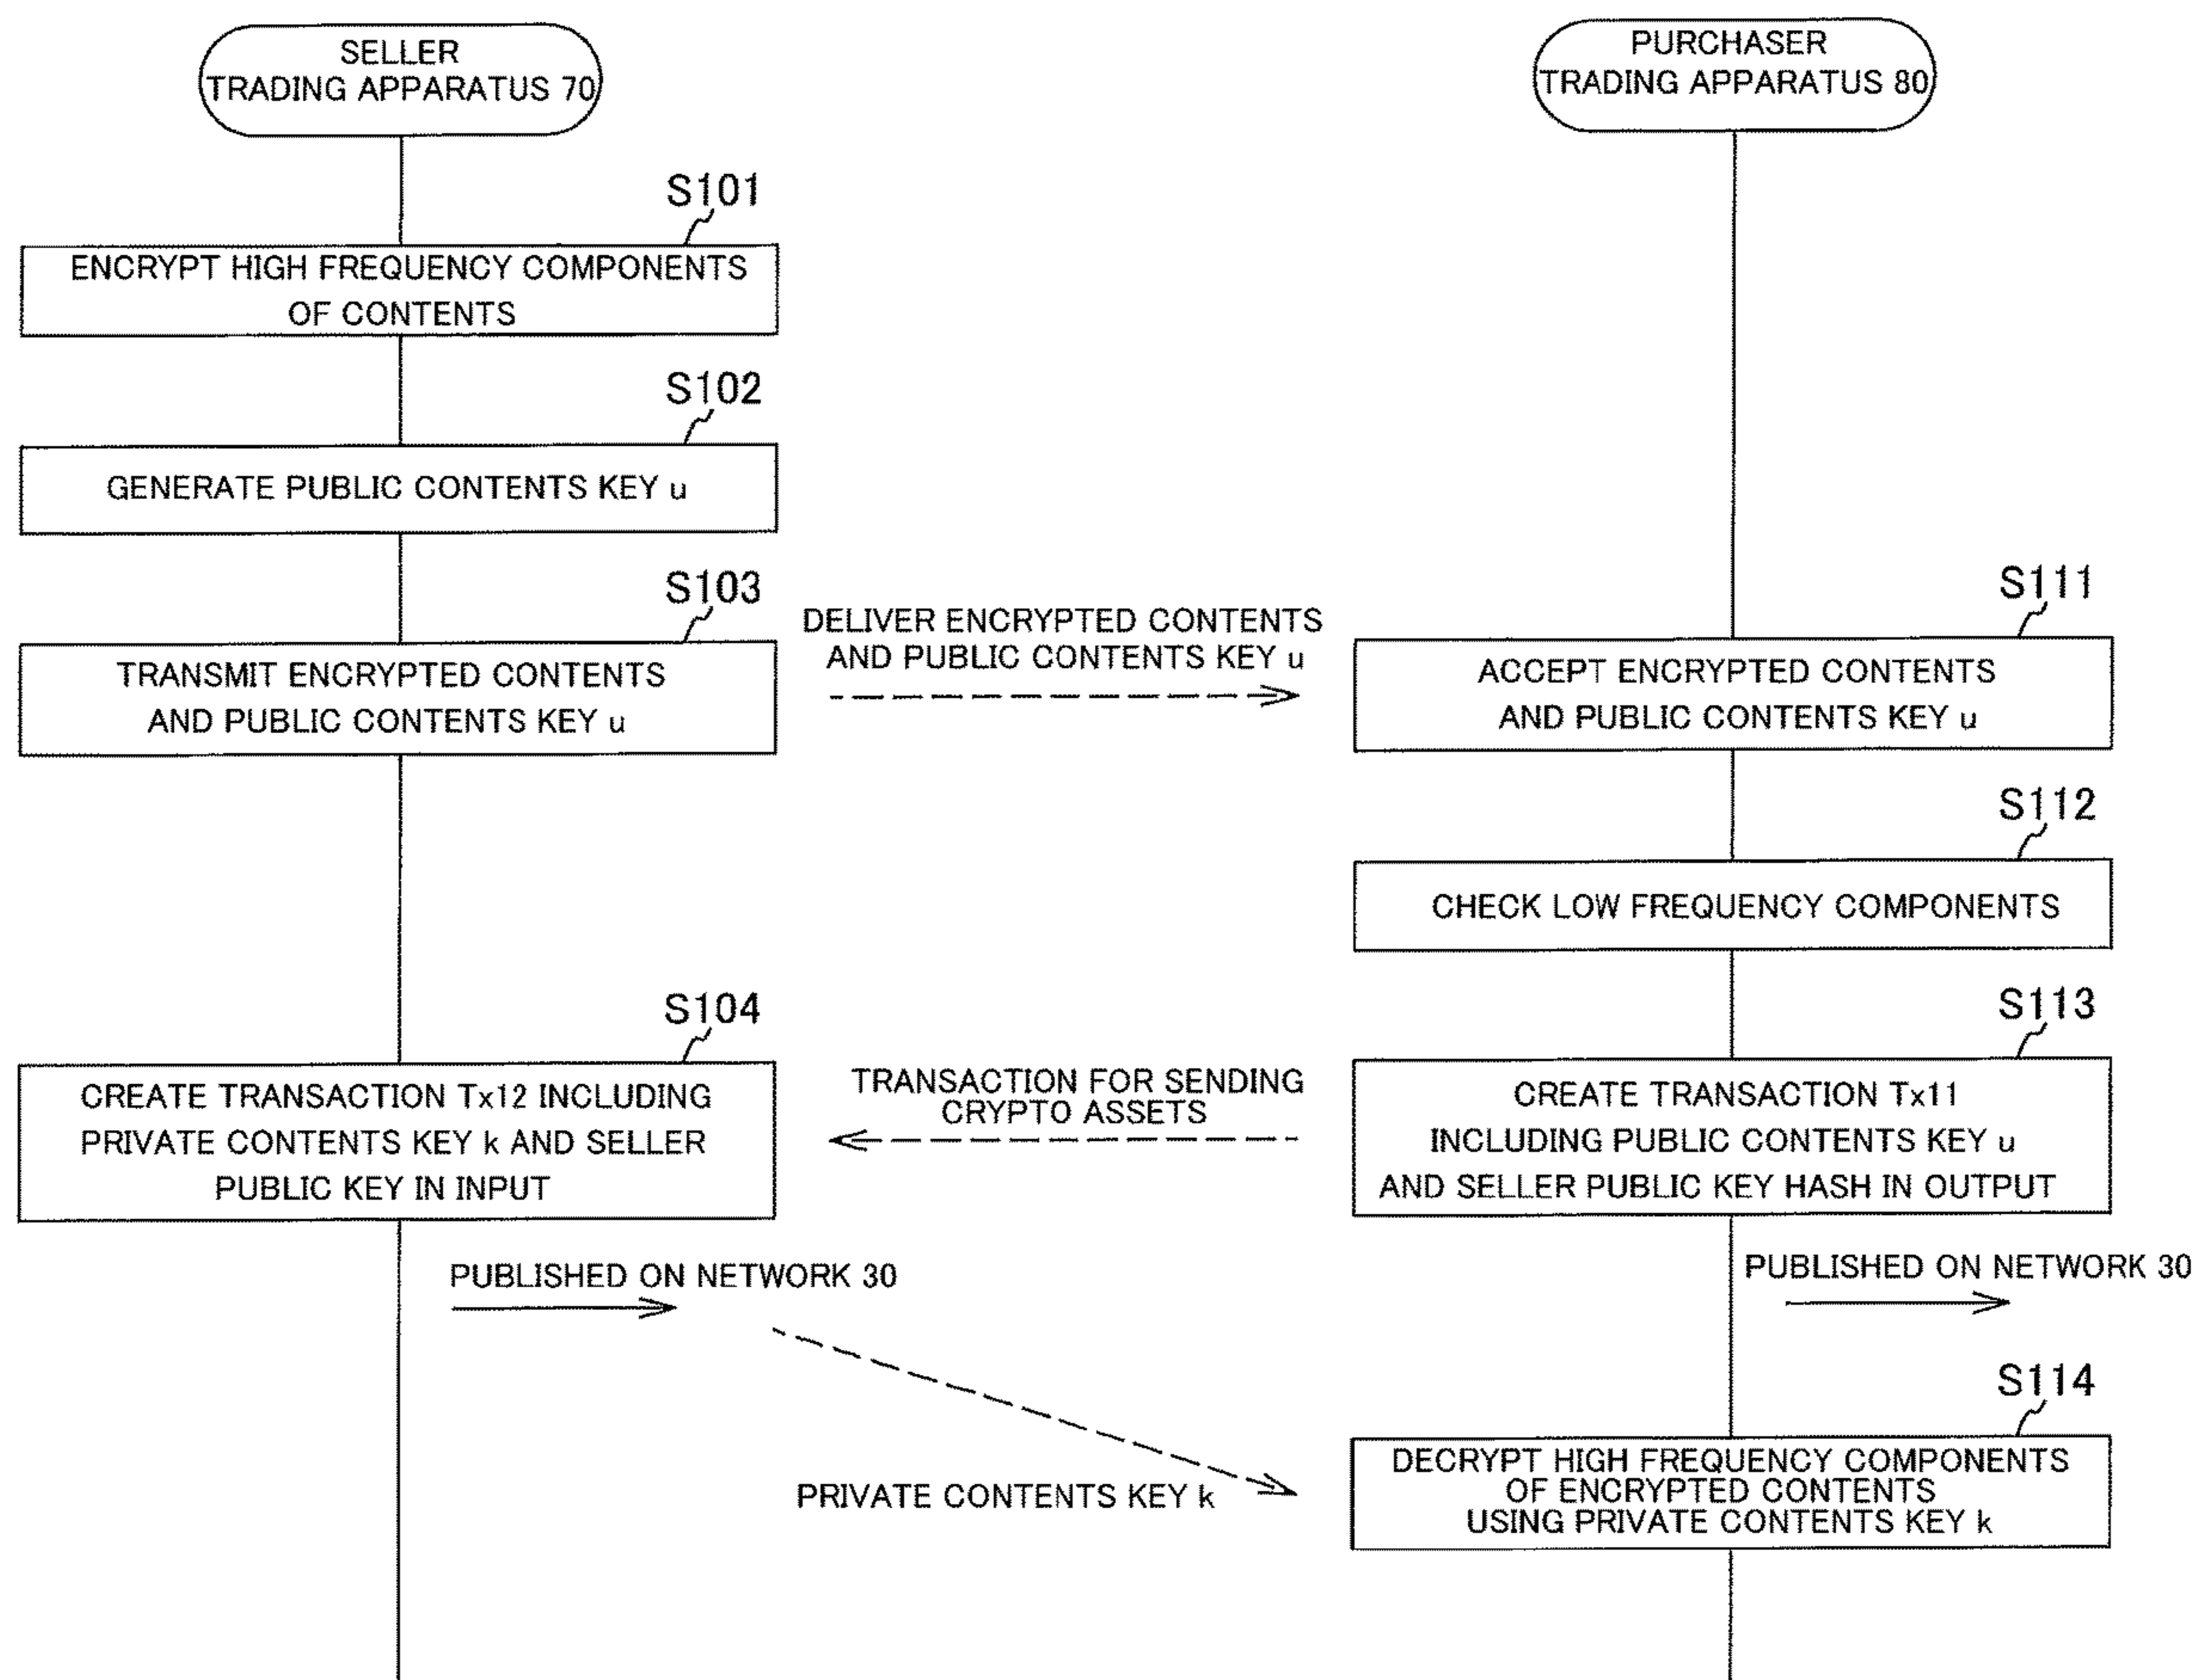 SELLER
TRADING APPARATUS 70
PURCHASER
TRADING APPARATUS 80
S101
ENCRYPT HIGH FREQUENCY COMPONENTS
OF CONTENTS
S102
GENERATE PUBLIC CONTENTS KEY u
S103
TRANSMIT ENCRYPTED CONTENTS
AND PUBLIC CONTENTS KEY u
DELIVER ENCRYPTED CONTENTS
AND PUBLIC CONTENTS KEY u
S111
ACCEPT ENCRYPTED CONTENTS
AND PUBLIC CONTENTS KEY u
S112
CHECK LOW FREQUENCY COMPONENTS
S113
CREATE TRANSACTION Tx11
INCLUDING PUBLIC CONTENTS KEY u
AND SELLER PUBLIC KEY HASH IN OUTPUT
TRANSACTION FOR SENDING
CRYPTO ASSETS
S104
CREATE TRANSACTION Tx12 INCLUDING
PRIVATE CONTENTS KEY k AND SELLER
PUBLIC KEY IN INPUT
PUBLISHED ON NETWORK 30
PUBLISHED ON NETWORK 30
PRIVATE CONTENTS KEY k
S114
DECRYPT HIGH FREQUENCY COMPONENTS
OF ENCRYPTED CONTENTS
USING PRIVATE CONTENTS KEY k